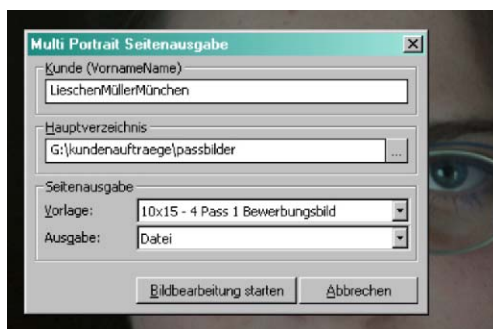 Multi Portrait Seitenausgabe
Kunde (VornameName)
LieschenMüllerMünchen
Hauptverzeichnis
G:\kundenauftraege\passbilder
...
Seitenausgabe
Vorlage: 10x15 - 4 Pass 1 Bewerbungsbild
Ausgabe: Datei
Bildbearbeitung starten Abbrechen